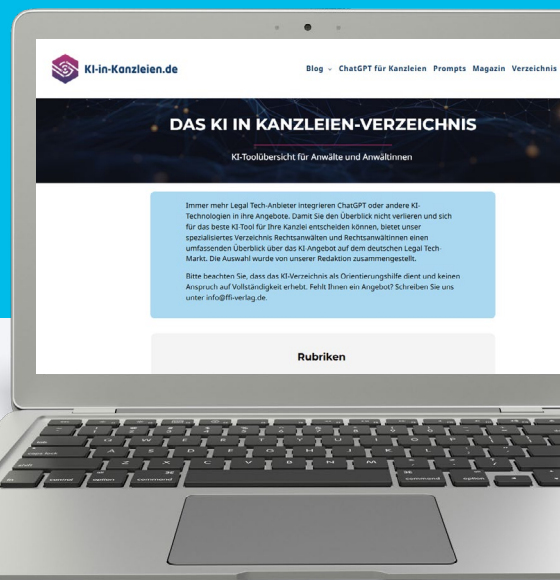 KI-in-Kanzleien.de
Blog ChatGPT für Kanzleien Prompts Magazin Verzeichnis
DAS KI IN KANZLEIEN-VERZEICHNIS
KI-Toolübersicht für Anwälte und Anwältinnen
Immer mehr Legal Tech-Anbieter integrieren ChatGPT oder andere KI-
Technologien in ihre Angebote. Damit Sie den Überblick nicht verlieren und sich
für das beste KI-Tool für Ihre Kanzlei entscheiden können, bietet unser
spezialisiertes Verzeichnis Rechtsanwälten und Rechtsanwältinnen einen
umfassenden Überblick über das KI-Angebot auf dem deutschen Legal Tech-
Markt. Die Auswahl wurde von unserer Redaktion zusammengestellt.
Bitte beachten Sie, dass das KI-Verzeichnis als Orientierungshilfe dient und keinen
Anspruch auf Vollständigkeit erhebt. Fehlt Ihnen ein Angebot? Schreiben Sie uns
unter info@ffi-verlag.de.
Rubriken
Q W E R T Y U I O P
A S D F G H J K L
Z X C V B N M
control option command command option